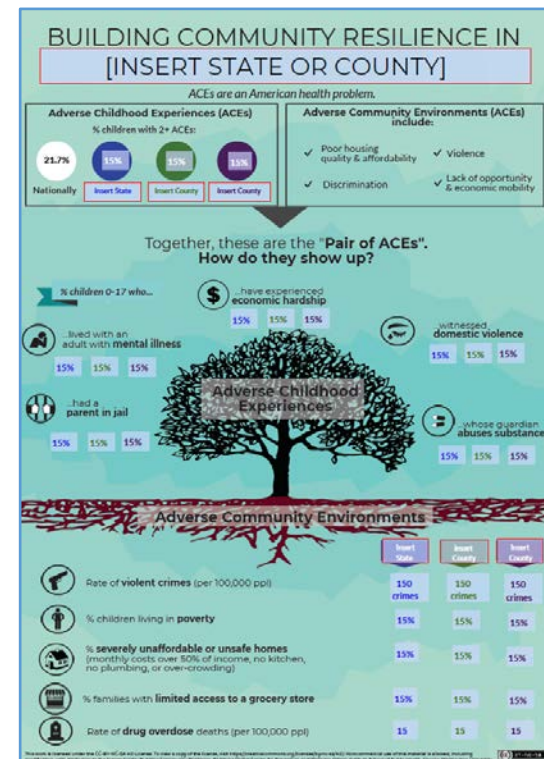 BUILDING COMMUNITY RESILIENCE IN
[INSERT STATE OR COUNTY]
ACEs are an American health problem.
Adverse Childhood Experiences (ACEs)
% children with 2+ ACEs:
21.7% 15% 15% 15%
Nationally Insert State Insert County Insert County
Adverse Community Environments (ACEs)
include:
✓ Poor housing
quality & affordability
✓ Violence
✓ Discrimination
✓ Lack of opportunity
& economic mobility
Together, these are the "Pair of ACEs".
How do they show up?
% children 0-17 who...
...have experienced
economic hardship
15% 15% 15%
...lived with an
adult with mental illness
15% 15% 15%
...witnessed
domestic violence
15% 15% 15%
...had a
parent in jail
15% 15% 15%
...whose guardian
abuses substance
15% 15% 15%
Adverse Childhood
Experiences
Adverse Community Environments
Insert State Insert County Insert County
Rate of violent crimes (per 100,000 ppl)
150 crimes 150 crimes 150 crimes
% children living in poverty
15% 15% 15%
% severely unaffordable or unsafe homes
(monthly costs over 50% of income, no kitchen,
no plumbing, or over-crowding)
15% 15% 15%
% families with limited access to a grocery store
15% 15% 15%
Rate of drug overdose deaths (per 100,000 ppl)
15 15 15